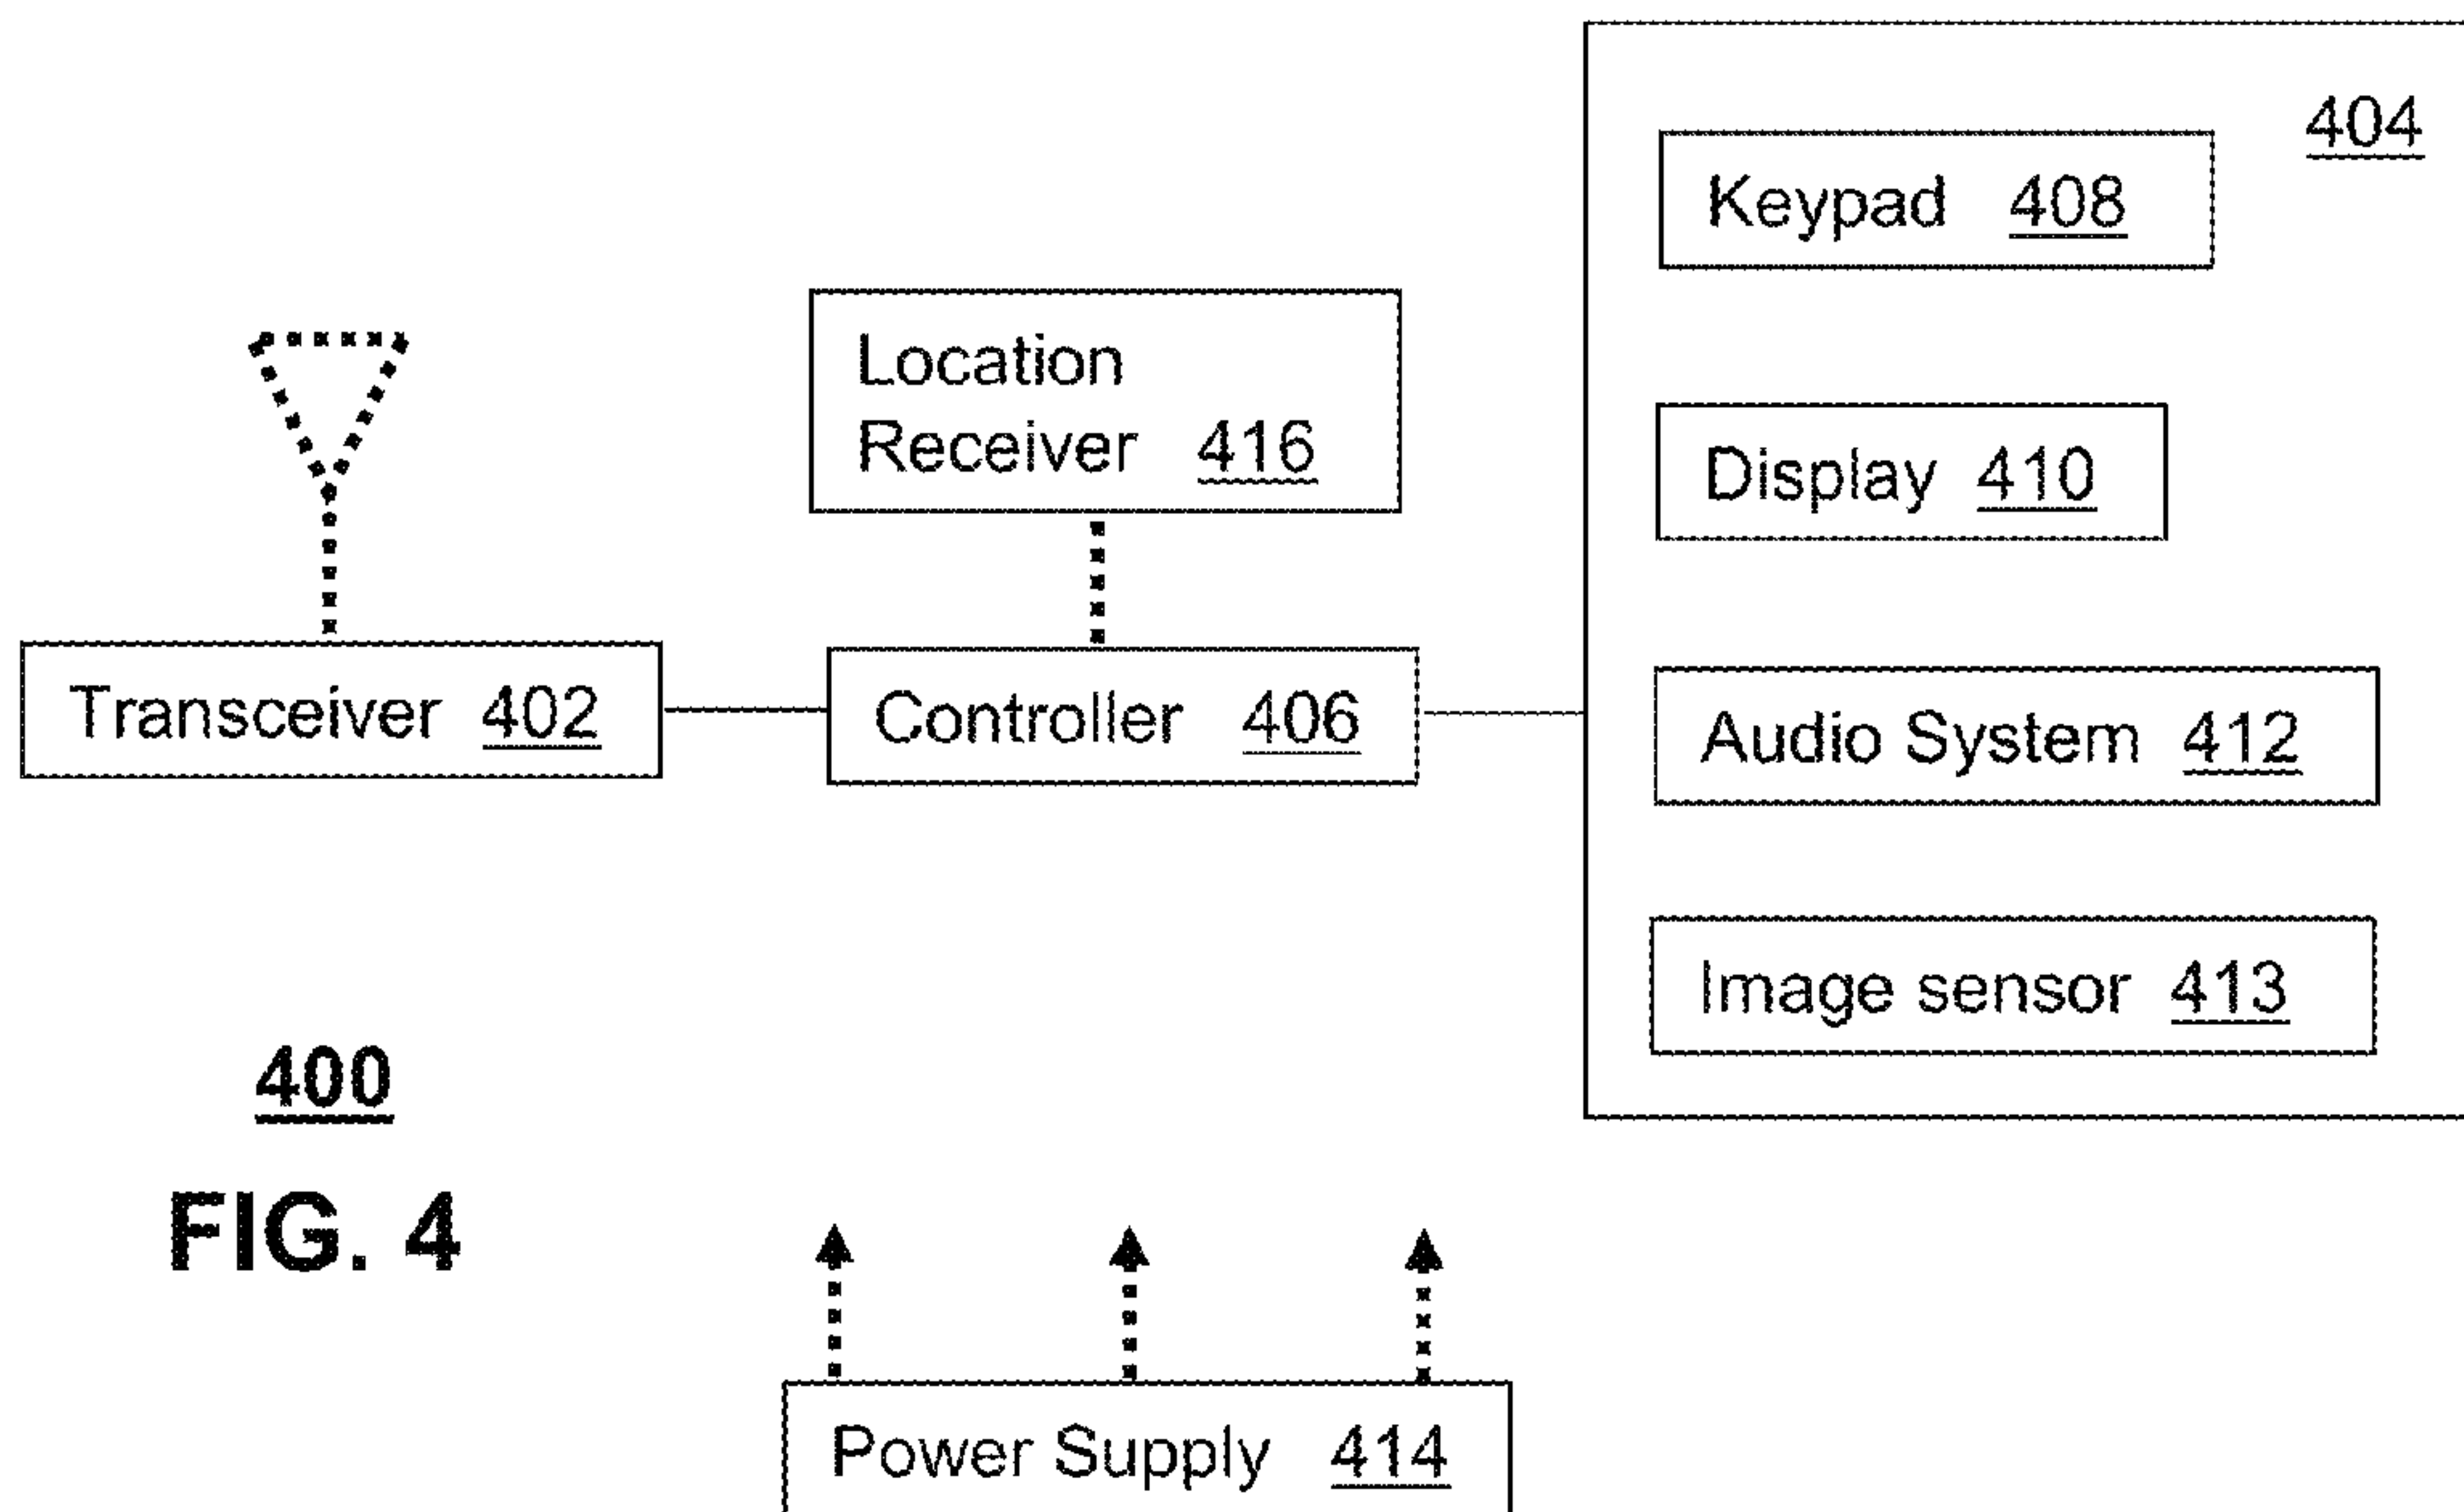 404
Keypad 408
Location
Receiver 416
Display 410
Transceiver 402
Controller 406
Audio System 412
Image sensor 413
400
FIG. 4
Power Supply 414